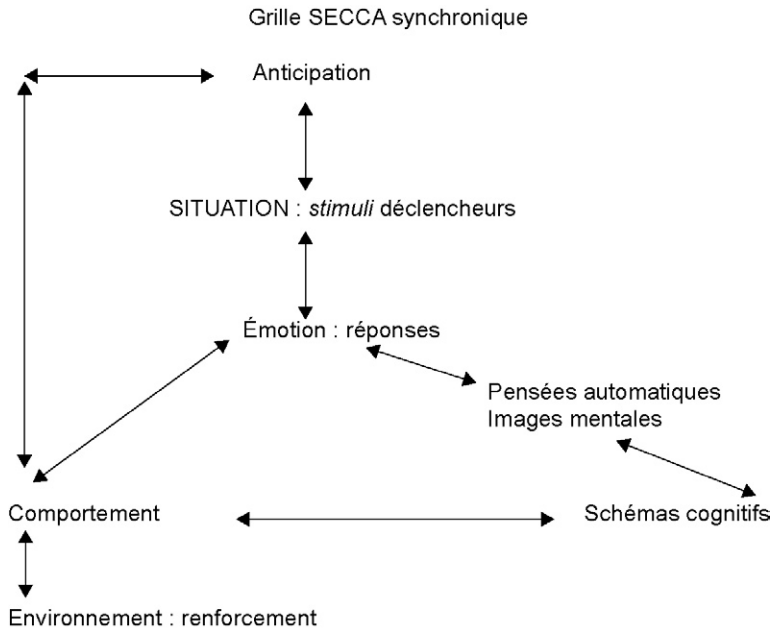 Grille SECCA synchronique
Anticipation
SITUATION : stimuli déclencheurs
Émotion : réponses
Pensées automatiques
Images mentales
Comportement
Schémas cognitifs
Environnement : renforcement